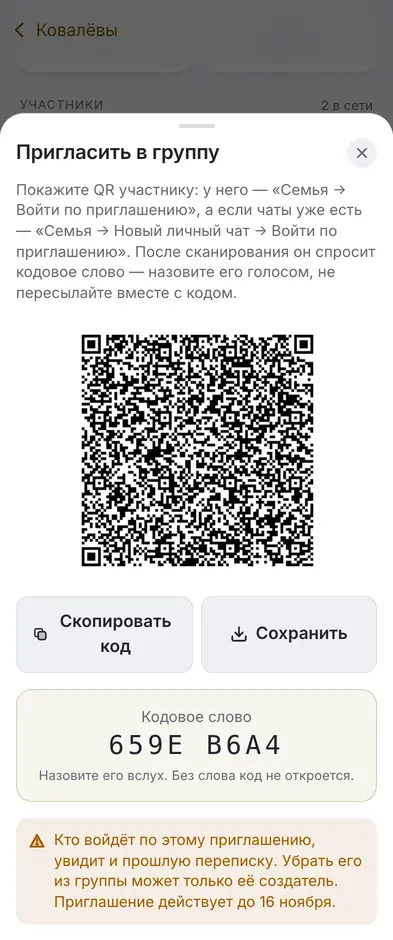 Ковалёвы
УЧАСТНИКИ
2 в сети
Пригласить в группу
Покажите QR участнику: у него — «Семья →
Войти по приглашению», а если чаты уже есть
— «Семья → Новый личный чат → Войти по
приглашению». После сканирования он спросит
кодовое слово — назовите его голосом, не
пересылайте вместе с кодом.
Скопировать
код
Сохранить
Кодовое слово
659E B6A4
Назовите его вслух. Без слова код не откроется.
Кто войдёт по этому приглашению,
увидит и прошлую переписку. Убрать его
из группы может только её создатель.
Приглашение действует до 16 ноября.